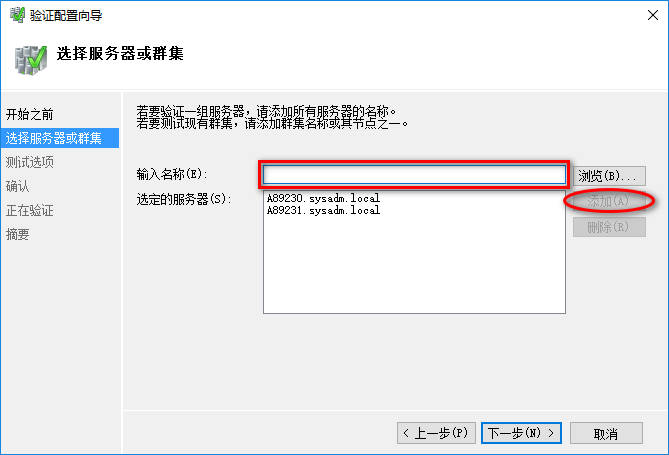 验证配置向导
选择服务器或群集
开始之前
选择服务器或群集
测试选项
确认
正在验证
摘要
若要验证一组服务器，请添加所有服务器的名称。
若要测试现有群集，请添加群集名称或其节点之一。
输入名称(E):
浏览(B)...
选定的服务器(S):
A89230.sysadm.local
A89231.sysadm.local
添加(A)
删除(R)
< 上一步(P)
下一步(N) >
取消